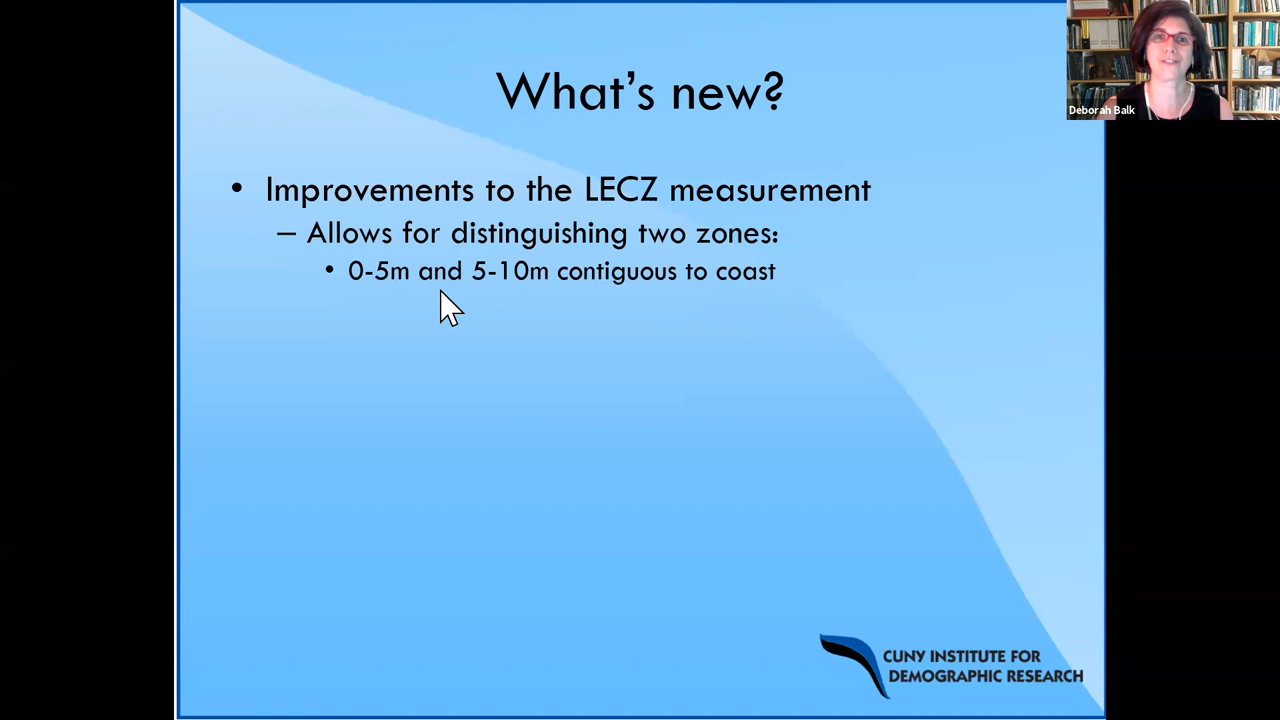 What's new?
Deborah Balk
• Improvements to the LECZ measurement
– Allows for distinguishing two zones:
• 0-5m and 5-10m contiguous to coast
CUNY INSTITUTE FOR
DEMOGRAPHIC RESEARCH